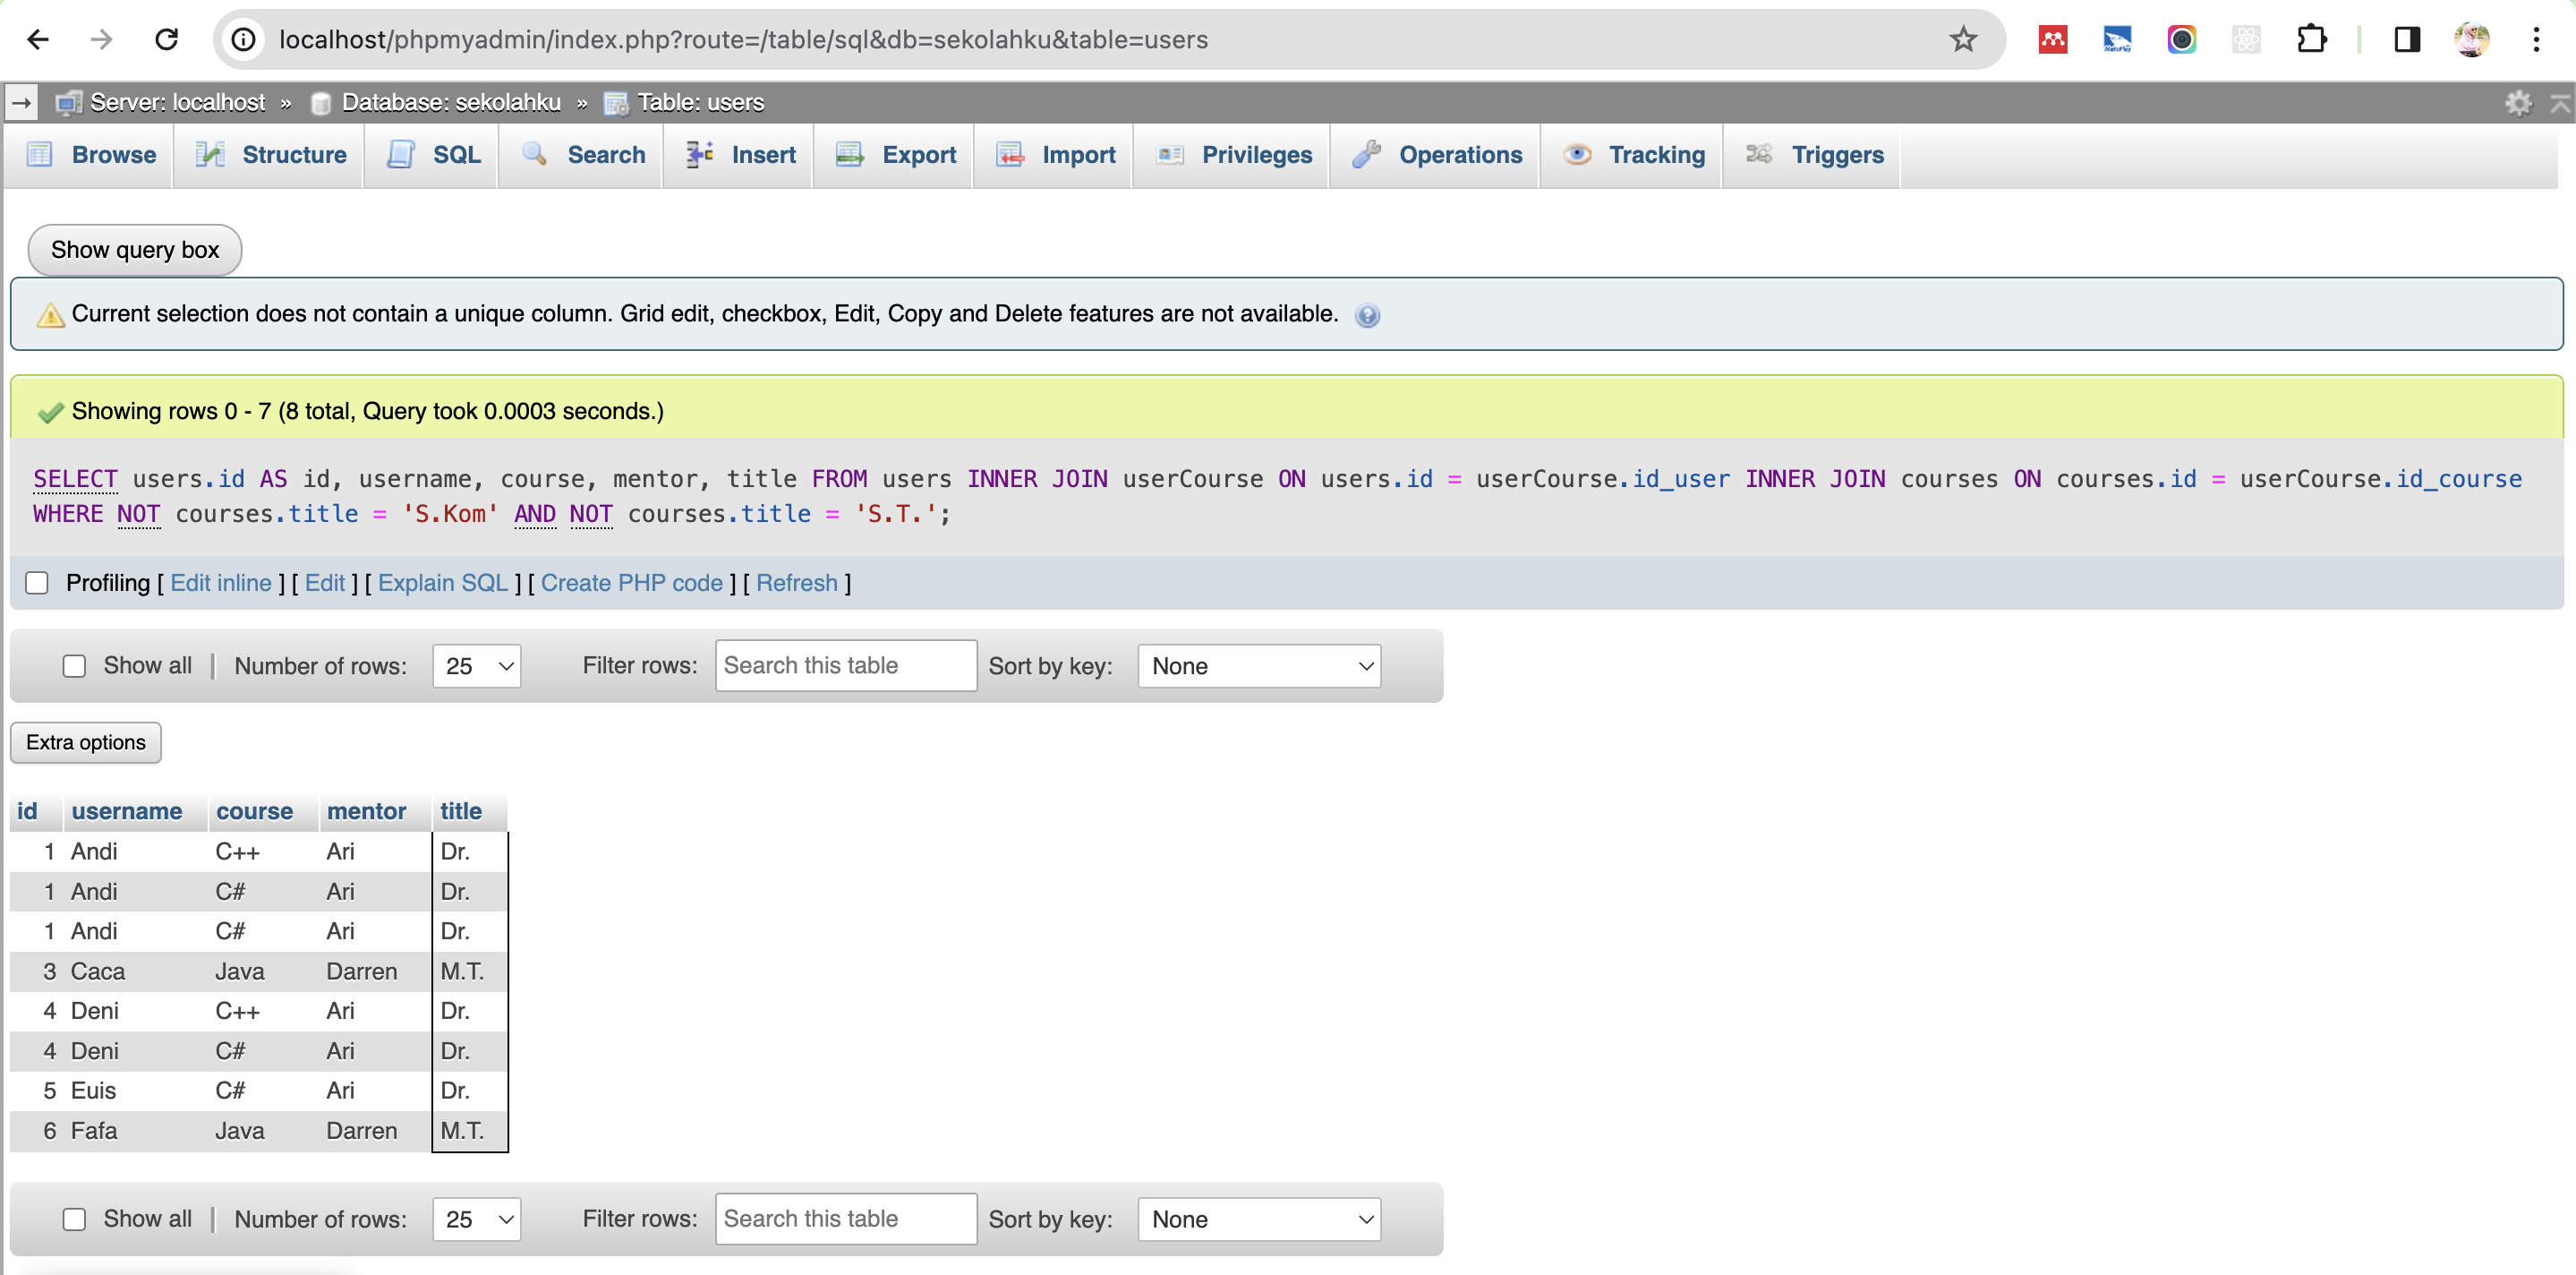 localhost/phpmyadmin/index.php?route=/table/sql&db=sekolahku&table=users
Server: localhost » Database: sekolahku » Table: users
Browse Structure SQL Search Insert Export Import Privileges Operations Tracking Triggers
Show query box
Current selection does not contain a unique column. Grid edit, checkbox, Edit, Copy and Delete features are not available.
Showing rows 0 - 7 (8 total, Query took 0.0003 seconds.)
SELECT users.id AS id, username, course, mentor, title FROM users INNER JOIN userCourse ON users.id = userCourse.id_user INNER JOIN courses ON courses.id = userCourse.id_course
WHERE NOT courses.title = 'S.Kom' AND NOT courses.title = 'S.T.';
Profiling [ Edit inline ] [ Edit ] [ Explain SQL ] [ Create PHP code ] [ Refresh ]
Show all | Number of rows: 25 Filter rows: Search this table Sort by key: None
Extra options
id username course mentor title
1 Andi C++ Ari Dr.
1 Andi C# Ari Dr.
1 Andi C# Ari Dr.
3 Caca Java Darren M.T.
4 Deni C++ Ari Dr.
4 Deni C# Ari Dr.
5 Euis C# Ari Dr.
6 Fafa Java Darren M.T.
Show all | Number of rows: 25 Filter rows: Search this table Sort by key: None